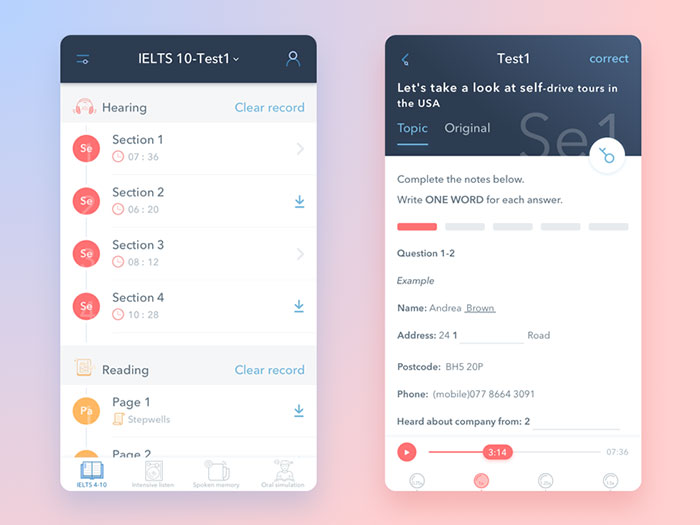 IELTS 10-Test1
Hearing
Clear record
Se
Section 1
07 : 36
Se
Section 2
06 : 20
Se
Section 3
08 : 12
Se
Section 4
10 : 28
Reading
Clear record
Pa
Page 1
Stepwells
Page 2
IELTS 4-10
Intensive listen
Spoken memory
Oral simulation
Test1
correct
Let's take a look at self-drive tours in
the USA
Topic
Original
Se1
Complete the notes below.
Write ONE WORD for each answer.
Question 1-2
Example
Name: Andrea Brown
Address: 24 1 Road
Postcode: BH5 20P
Phone: (mobile)077 8664 3091
Heard about company from: 2
3:14
07:36